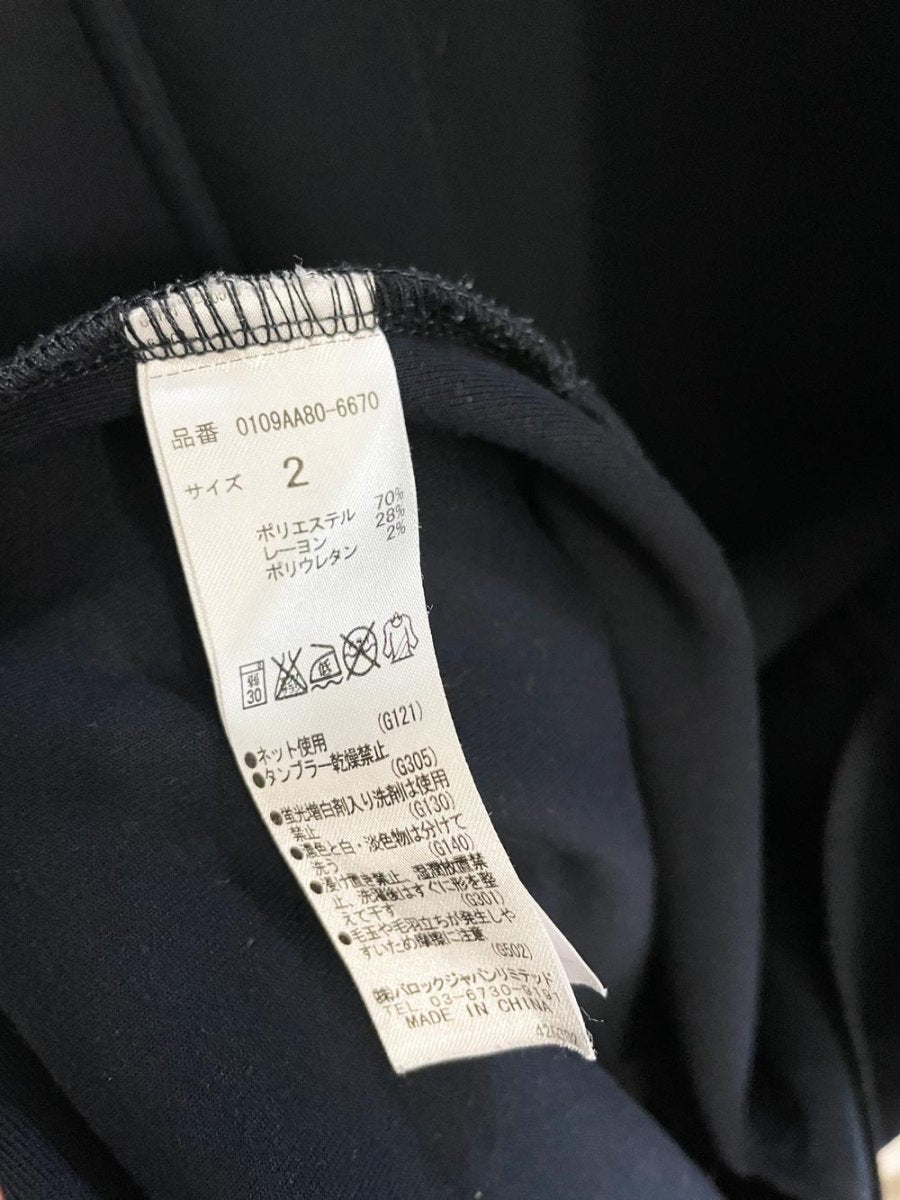 品番 0109AA80-6670
サイズ 2
ポリエステル 70%
レーヨン 28%
ポリウレタン 2%
弱 30
低
●ネット使用 (G121)
●タンブラー乾燥禁止 (G305)
●蛍光増白剤入り洗剤は使用
禁止 (G130)
●濃色と白・淡色物は分けて
洗う (G140)
●浸け置き禁止、湿潤放置禁
止、洗濯後はすぐに形を整
えて干す (G301)
●毛玉や毛羽立ちが発生しや
すいため摩擦に注意 (G502)
㈱バロックジャパンリミテッド
TEL 03-6730-9191
MADE IN CHINA